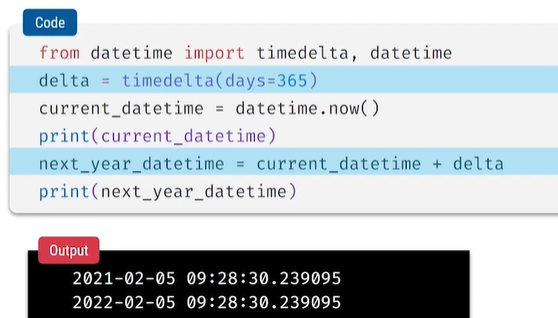 Code
from datetime import timedelta, datetime
delta = timedelta(days=365)
current_datetime = datetime.now()
print(current_datetime)
next_year_datetime = current_datetime + delta
print(next_year_datetime)
Output
2021-02-05 09:28:30.239095
2022-02-05 09:28:30.239095